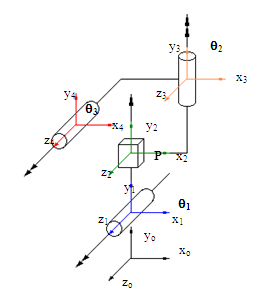 y₃ θ₂
z₃ x₃
y₄ θ₃
z₄ x₄ y₂
P x₂
z₂
y₁
z₁ θ₁
x₁
y₀ x₀
z₀